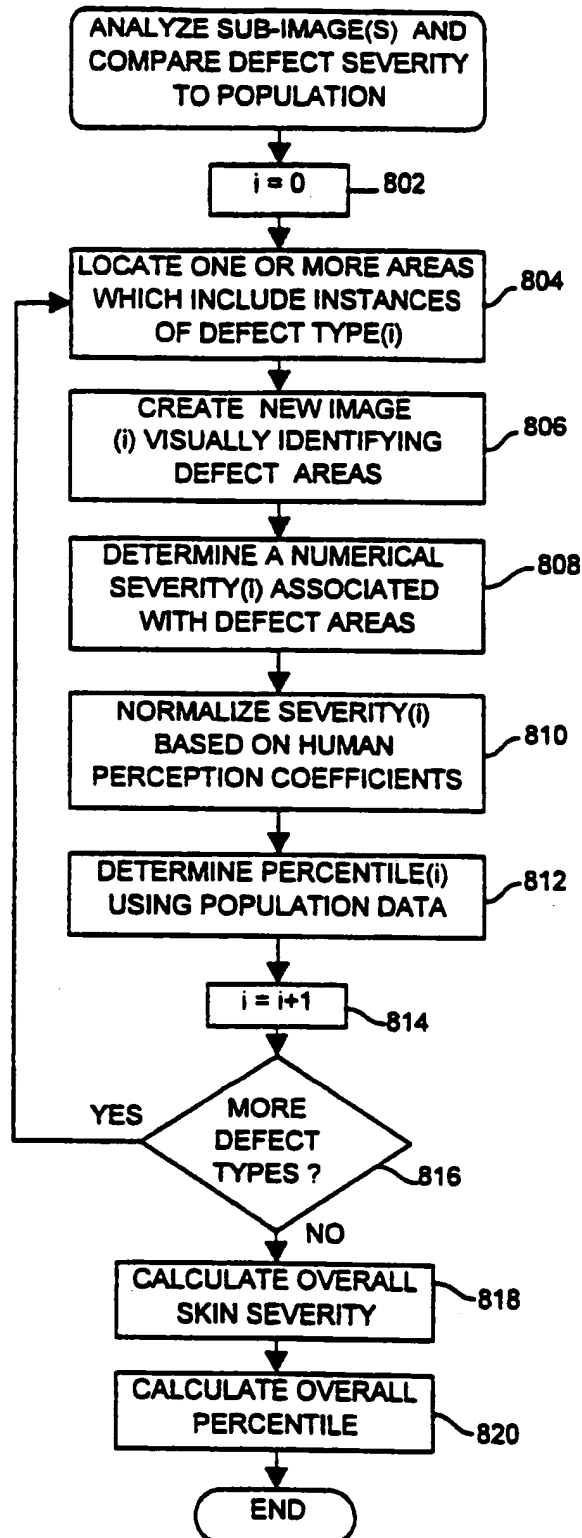 ANALYZE SUB-IMAGE(S) AND
COMPARE DEFECT SEVERITY
TO POPULATION
i = 0
802
LOCATE ONE OR MORE AREAS
WHICH INCLUDE INSTANCES
OF DEFECT TYPE(i)
804
CREATE NEW IMAGE
(i) VISUALLY IDENTIFYING
DEFECT AREAS
806
DETERMINE A NUMERICAL
SEVERITY(i) ASSOCIATED
WITH DEFECT AREAS
808
NORMALIZE SEVERITY(i)
BASED ON HUMAN
PERCEPTION COEFFICIENTS
810
DETERMINE PERCENTILE(i)
USING POPULATION DATA
812
i = i+1
814
YES
MORE
DEFECT
TYPES ?
816
NO
CALCULATE OVERALL
SKIN SEVERITY
818
CALCULATE OVERALL
PERCENTILE
820
END